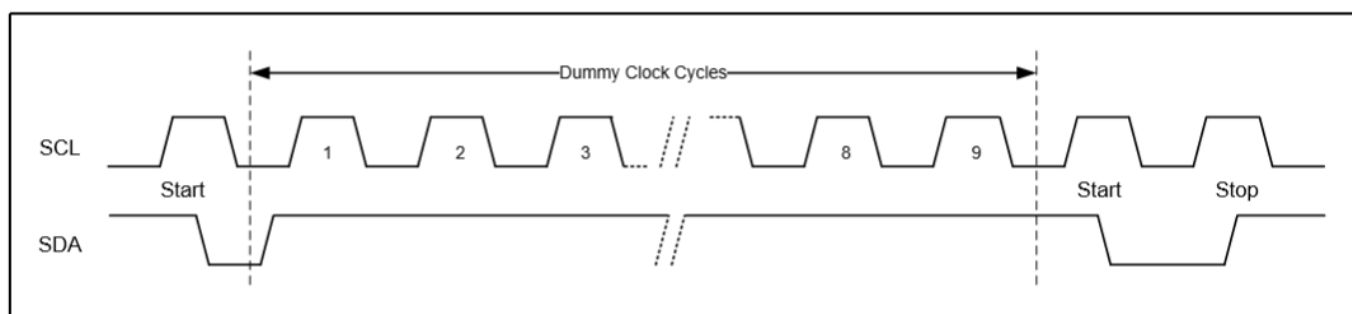 Dummy Clock Cycles
SCL
1 2 3 8 9
Start Start Stop
SDA